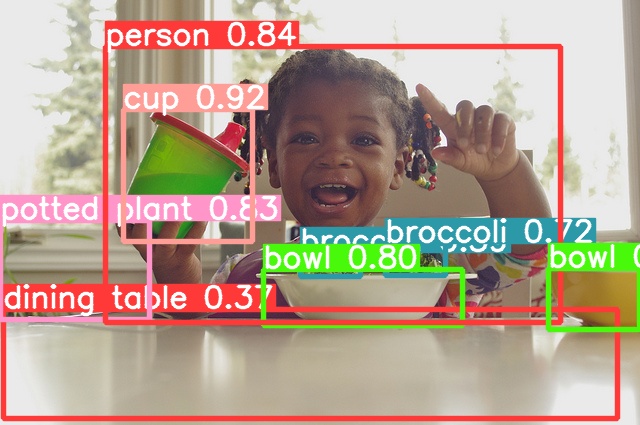 person 0.84
cup 0.92
potted plant 0.83
broccoli 0.72
bowl 0.80
bowl
dining table 0.37